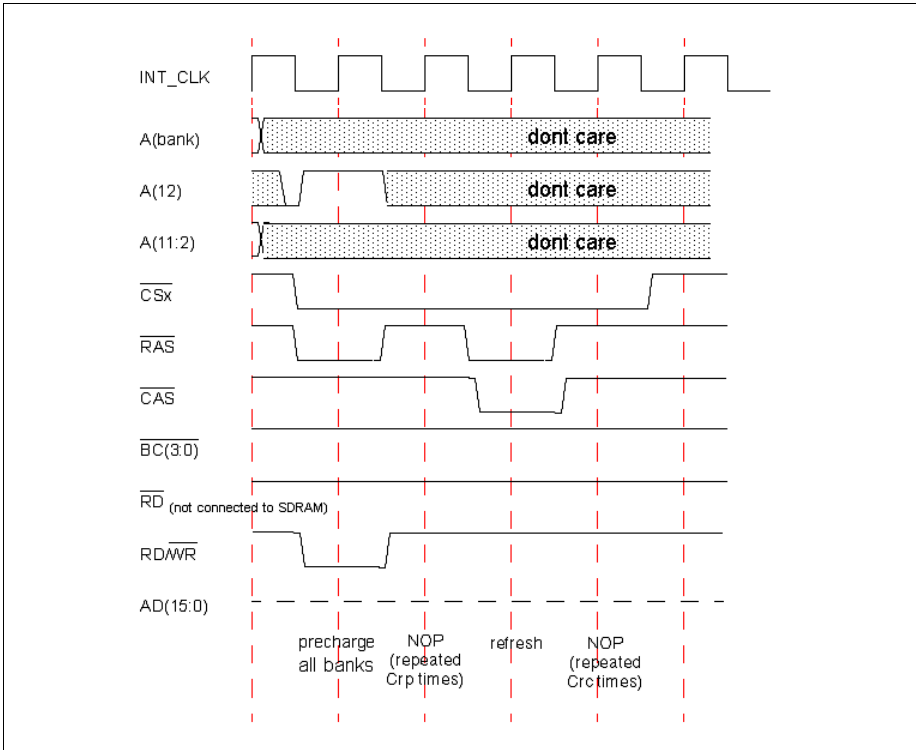 INT_CLK
A(bank)
dont care
A(12)
dont care
A(11:2)
dont care
CSx
RAS
CAS
BC(3:0)
RD (not connected to SDRAM)
RD/WR
AD(15:0)
precharge
all banks
NOP
(repeated
Crp times)
refresh
NOP
(repeated
Crc times)